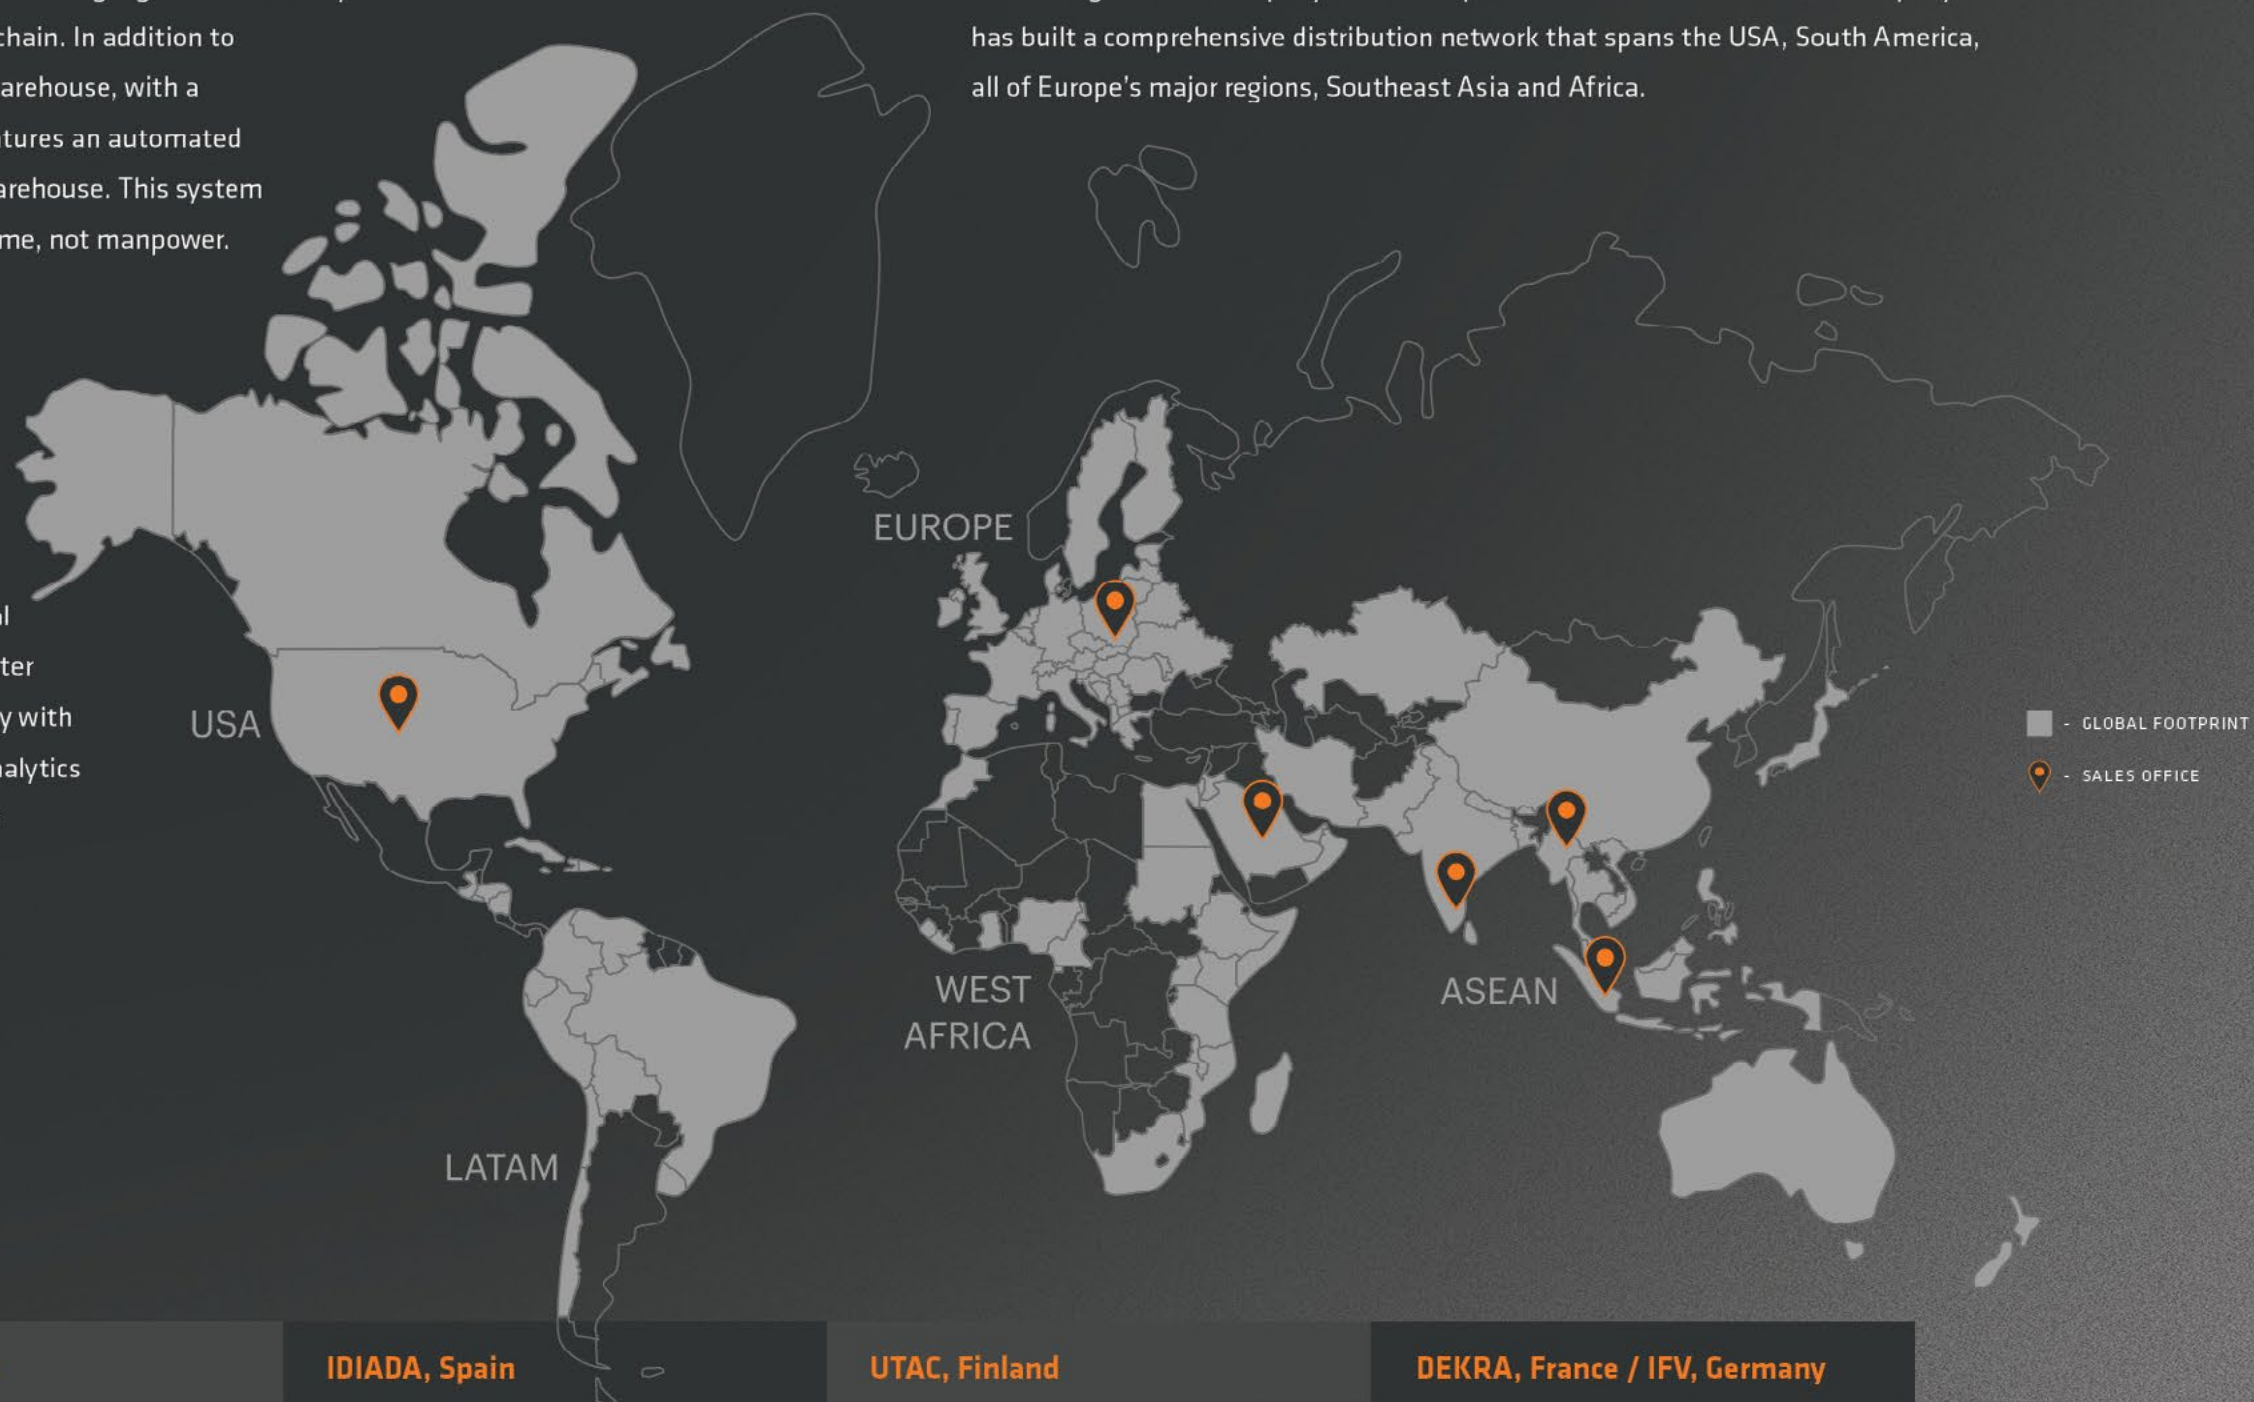 chain. In addition to
arehouse, with a
tures an automated
arehouse. This system
me, not manpower.
has built a comprehensive distribution network that spans the USA, South America,
all of Europe's major regions, Southeast Asia and Africa.
l
ter
y with
alytics
EUROPE
USA
WEST
AFRICA
ASEAN
LATAM
- GLOBAL FOOTPRINT
- SALES OFFICE
IDIADA, Spain
UTAC, Finland
DEKRA, France / IFV, Germany